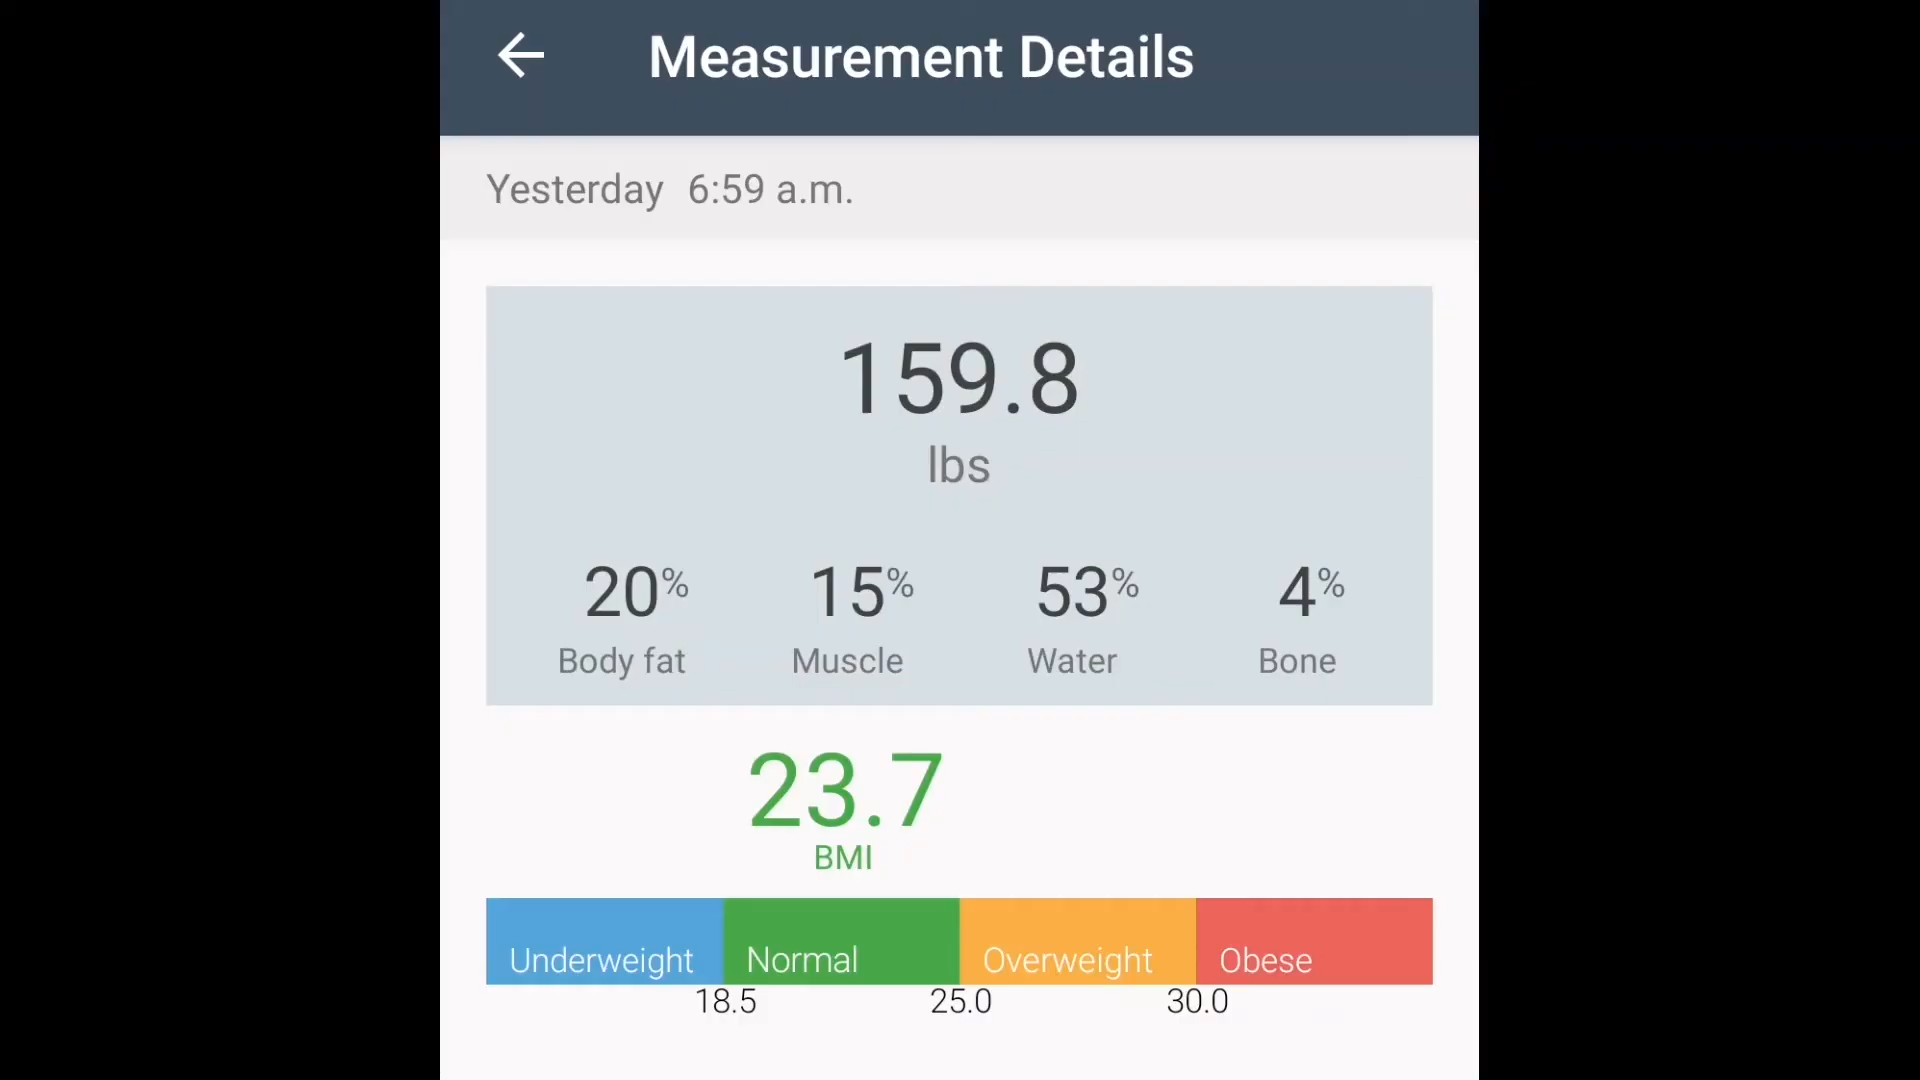 Measurement Details
Yesterday 6:59 a.m.
159.8
lbs
20% 15% 53% 4%
Body fat Muscle Water Bone
23.7
BMI
Underweight Normal Overweight Obese
18.5 25.0 30.0